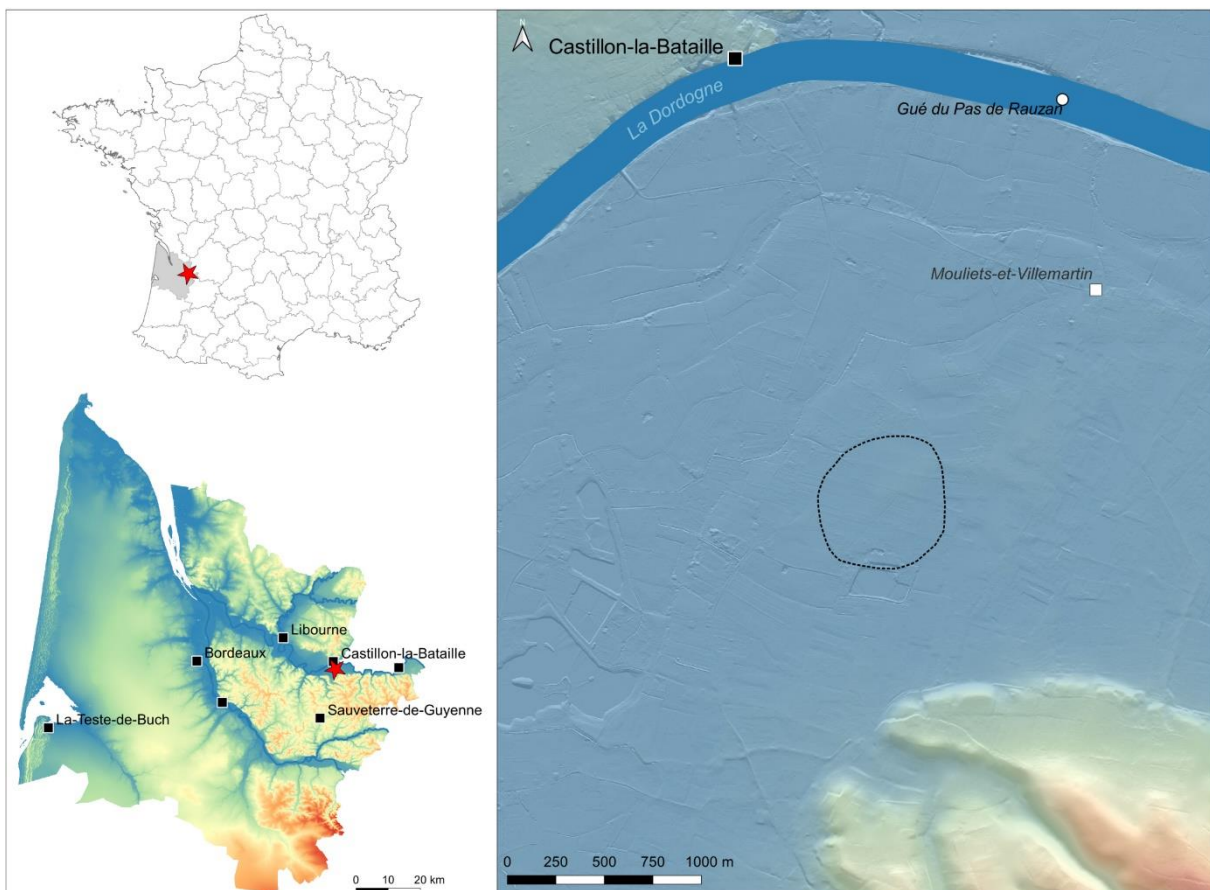 Libourne
Bordeaux
Castillon-la-Bataille
Sauveterre-de-Guyenne
La-Teste-de-Buch
0 10 20 km
N
Castillon-la-Bataille
La Dordogne
Gué du Pas de Rauzan
Mouliets-et-Villemartin
0 250 500 750 1000 m